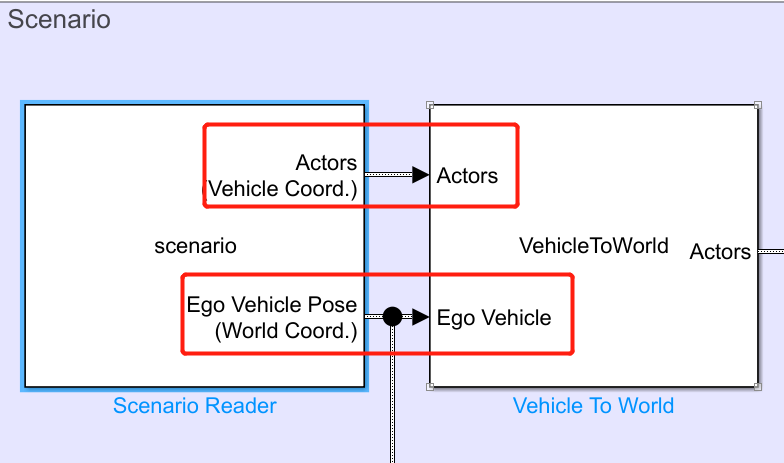 Scenario
Actors
(Vehicle Coord.)
Actors
scenario
VehicleToWorld
Actors
Ego Vehicle Pose
(World Coord.)
Ego Vehicle
Scenario Reader
Vehicle To World